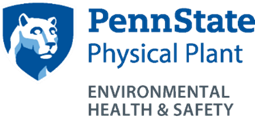 PennState
Physical Plant
ENVIRONMENTAL
HEALTH & SAFETY